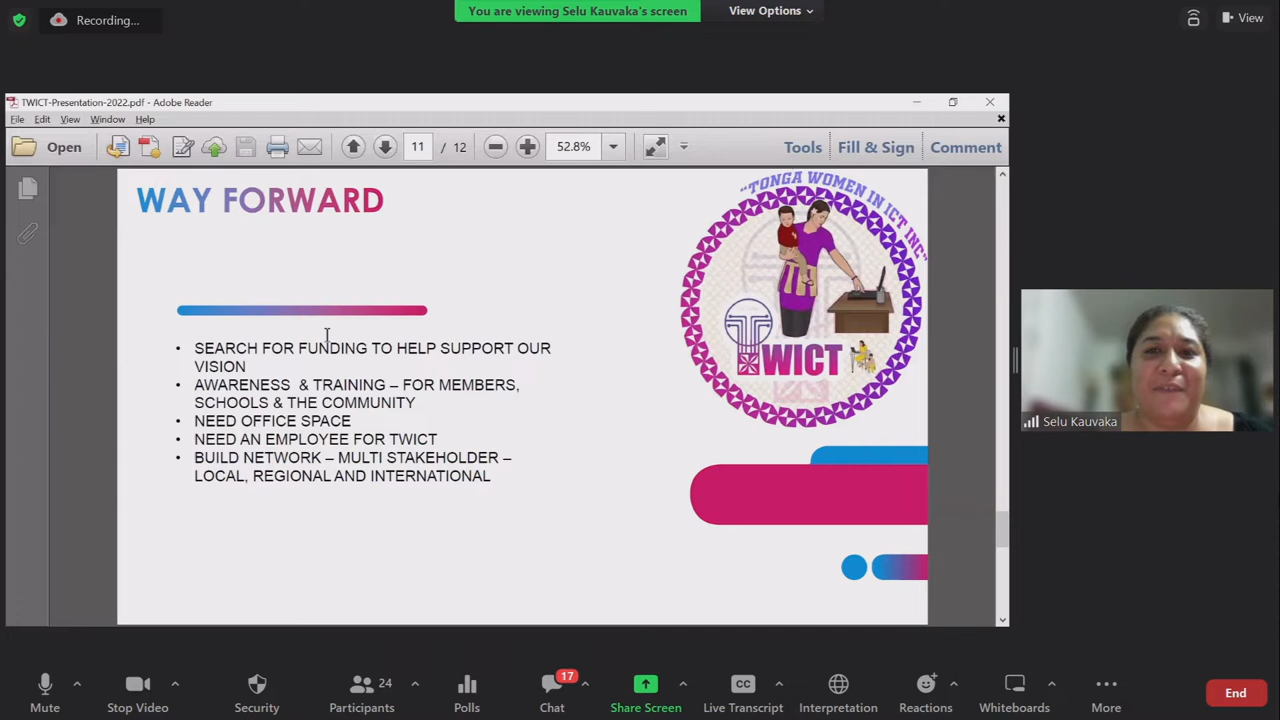 Recording...
You are viewing Selu Kauvaka's screen
View Options
View
TWICT-Presentation-2022.pdf - Adobe Reader
File Edit View Window Help
Open
11 / 12
52.8%
Tools
Fill & Sign
Comment
WAY FORWARD
"TONGA WOMEN IN ICT INC"
TWICT
• SEARCH FOR FUNDING TO HELP SUPPORT OUR
VISION
• AWARENESS & TRAINING – FOR MEMBERS,
SCHOOLS & THE COMMUNITY
• NEED OFFICE SPACE
• NEED AN EMPLOYEE FOR TWICT
• BUILD NETWORK – MULTI STAKEHOLDER –
LOCAL, REGIONAL AND INTERNATIONAL
Selu Kauvaka
Mute
Stop Video
Security
Participants
24
Polls
Chat
17
Share Screen
CC
Live Transcript
Interpretation
Reactions
Whiteboards
More
End